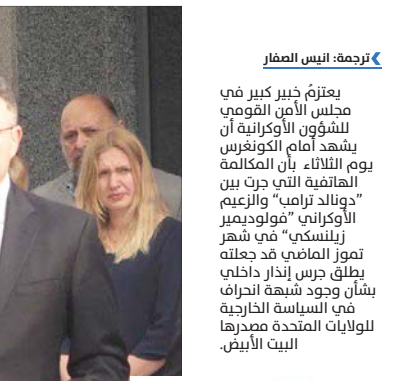 ترجمة: انيس الصفار
يعتزمُ خبير كبير في
مجلس الأمن القومي
للشؤون الأوكرانية أن
يشهد أمام الكونغرس
يوم الثلاثاء بأن المكالمة
الهاتفية التي جرت بين
”دونالد ترامب“ والزعيم
الأوكراني ”فولوديمير
زيلنسكي“ في شهر
تموز الماضي قد جعلته
يطلق جرس إنذار داخلي
بشأن وجود شبهة انحراف
في السياسة الخارجية
للولايات المتحدة مصدرها
البيت الأبيض.